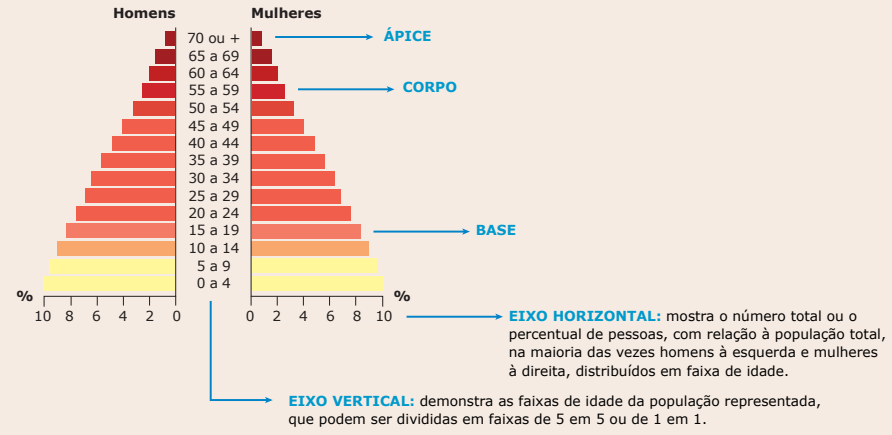 Homens
Mulheres
70 ou +
ÁPICE
65 a 69
60 a 64
55 a 59
CORPO
50 a 54
45 a 49
40 a 44
35 a 39
30 a 34
25 a 29
20 a 24
15 a 19
BASE
10 a 14
5 a 9
0 a 4
% %
10 8 6 4 2 0 0 2 4 6 8 10
EIXO HORIZONTAL: mostra o número total ou o
percentual de pessoas, com relação à população total,
na maioria das vezes homens à esquerda e mulheres
à direita, distribuídos em faixa de idade.
EIXO VERTICAL: demonstra as faixas de idade da população representada,
que podem ser divididas em faixas de 5 em 5 ou de 1 em 1.